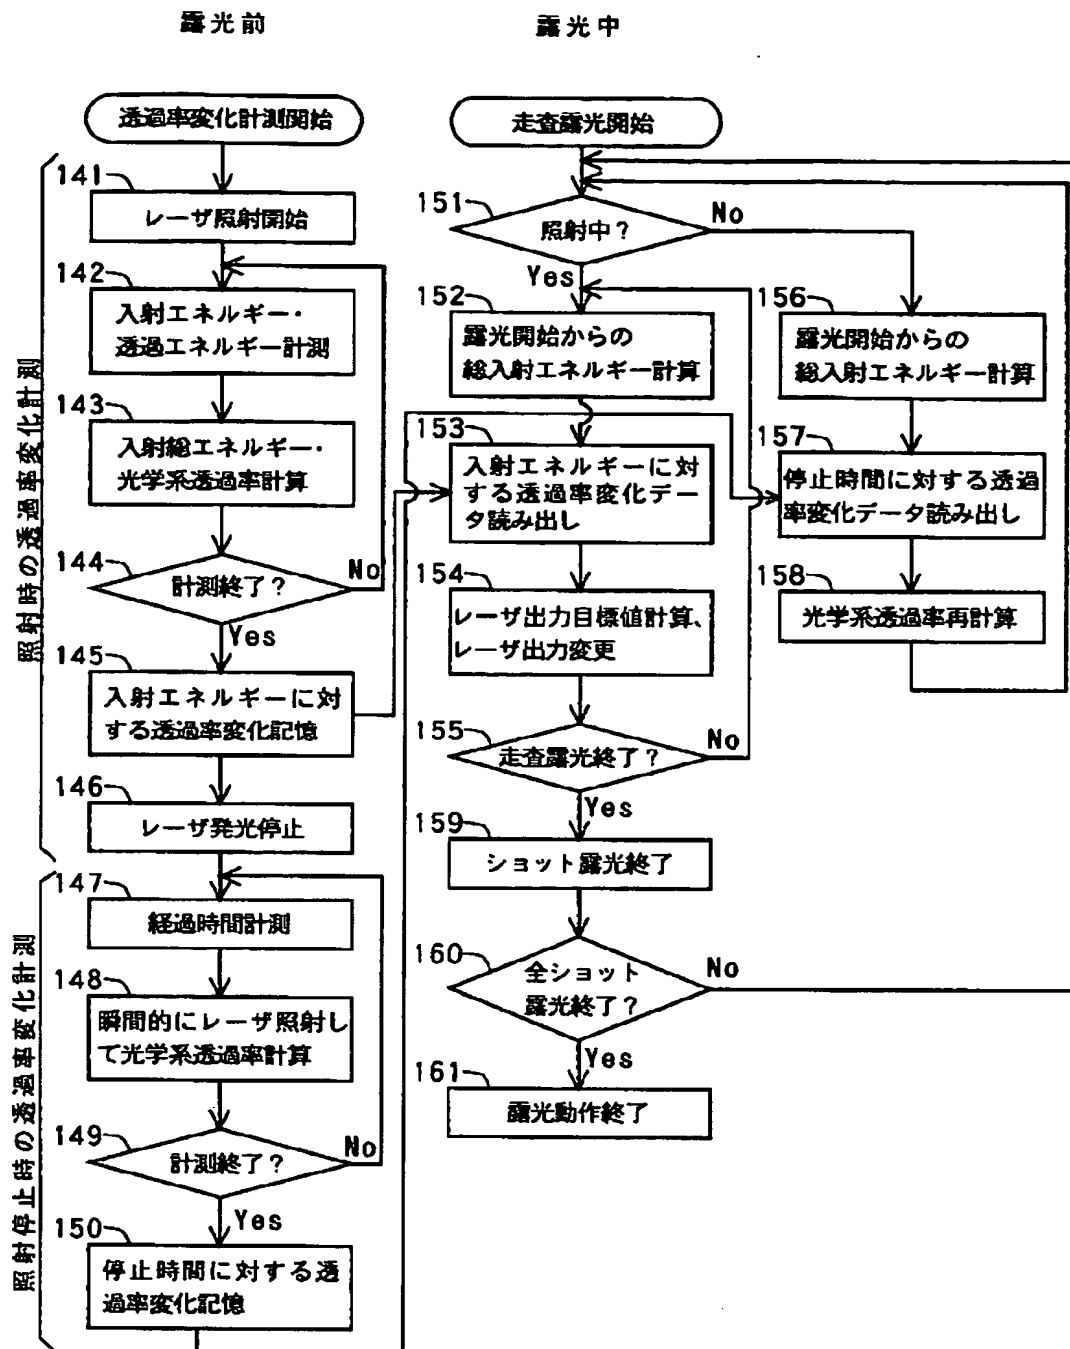 露光前
露光中
透過率変化計測開始
走査露光開始
照射時の透過率変化計測
141
レーザ照射開始
142
入射エネルギー・
透過エネルギー計測
143
入射総エネルギー・
光学系透過率計算
144
計測終了？
No
Yes
145
入射エネルギーに対
する透過率変化記憶
146
レーザ発光停止
照射停止時の透過率変化計測
147
経過時間計測
148
瞬間的にレーザ照射し
て光学系透過率計算
149
計測終了？
No
Yes
150
停止時間に対する透
過率変化記憶
151
照射中？
No
Yes
152
露光開始からの
総入射エネルギー計算
153
入射エネルギーに対
する透過率変化デー
タ読み出し
154
レーザ出力目標値計算、
レーザ出力変更
155
走査露光終了？
No
Yes
156
露光開始からの
総入射エネルギー計算
157
停止時間に対する透過
率変化データ読み出し
158
光学系透過率再計算
159
ショット露光終了
160
全ショット
露光終了？
No
Yes
161
露光動作終了